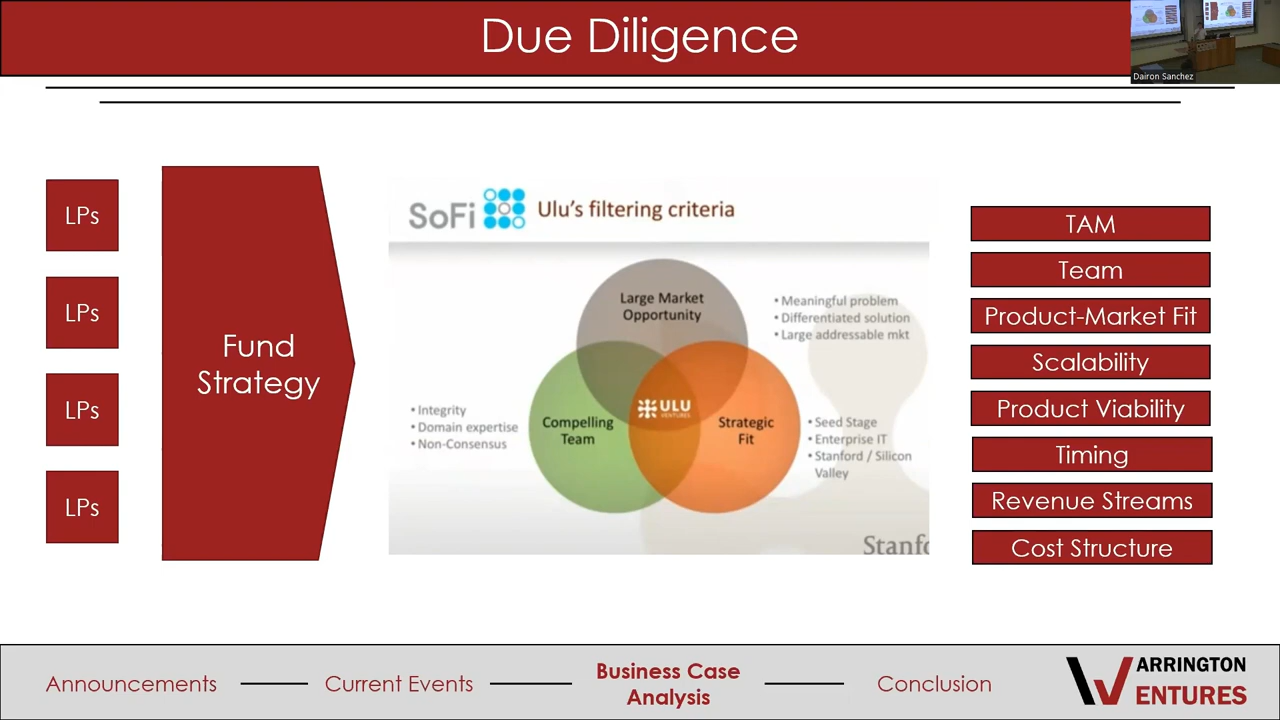 Due Diligence
Dairon Sanchez
LPs
LPs
LPs
LPs
Fund
Strategy
SoFi
Ulu's filtering criteria
Large Market
Opportunity
• Meaningful problem
• Differentiated solution
• Large addressable mkt
• Integrity
• Domain expertise
• Non-Consensus
Compelling
Team
ULU
VENTURES
Strategic
Fit
• Seed Stage
• Enterprise IT
• Stanford / Silicon
Valley
Stanfo
TAM
Team
Product-Market Fit
Scalability
Product Viability
Timing
Revenue Streams
Cost Structure
Announcements
Current Events
Business Case
Analysis
Conclusion
WARRINGTON
VENTURES